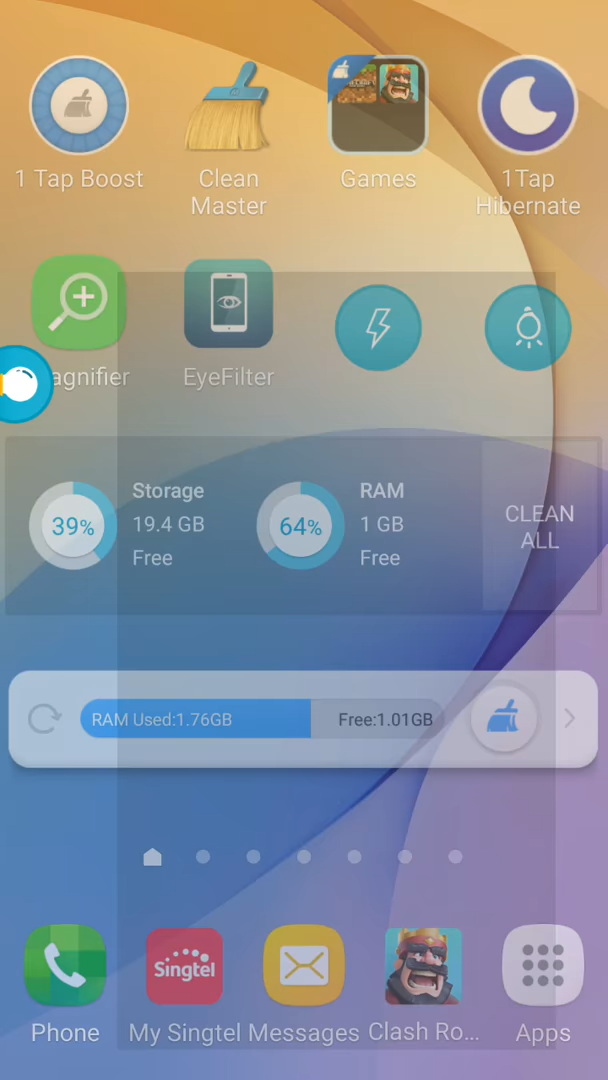 1 Tap Boost
Clean
Master
Games
1Tap
Hibernate
agnifier
EyeFilter
39%
Storage
19.4 GB
Free
64%
RAM
1 GB
Free
CLEAN
ALL
RAM Used:1.76GB
Free:1.01GB
Singtel
Phone
My Singtel
Messages
Clash Ro...
Apps